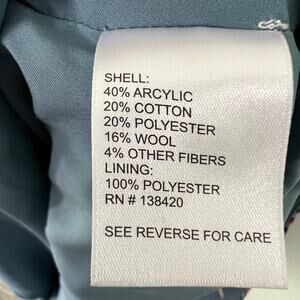 SHELL:
40% ARCYLIC
20% COTTON
20% POLYESTER
16% WOOL
4% OTHER FIBERS
LINING:
100% POLYESTER
RN # 138420
SEE REVERSE FOR CARE